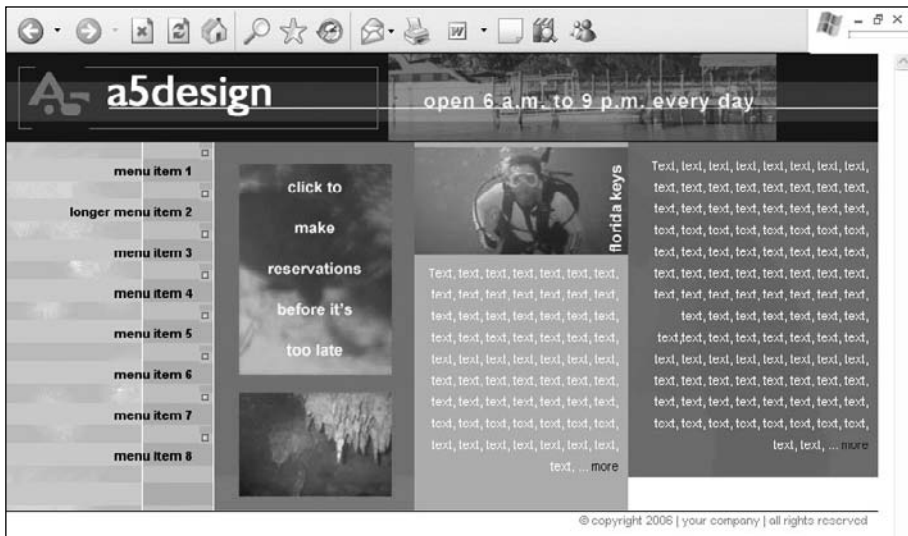 A5
a5design
open 6 a.m. to 9 p.m. every day
menu item 1
longer menu item 2
menu item 3
menu item 4
menu item 5
menu item 6
menu item 7
menu item 8
click to
make
reservations
before it's
too late
florida keys
Text, text, text, text, text, text, text,
text, text, text, text, text, text, text,
text, text, text, text, text, text, text,
text, text, text, text, text, text, text,
text, text, text, text, text, text, text,
text, text, text, text, text, text, text,
text, text, text, text, text, text, text,
text, text, text, text, text, text, text,
text, text, text, text, text, text, text,
text, ... more
Text, text, text, text, text, text, text, text,
text, text, text, text, text, text, text, text,
text, text, text, text, text, text, text, text,
text, text, text, text, text, text, text, text,
text, text, text, text, text, text, text, text,
text, text, text, text, text, text, text, text,
text, text, text, text, text, text, text, text,
text, text, text, text, text, text, text,
text,text, text, text, text, text, text, text,
text, text, text, text, text, text, text, text,
text, text, text, text, text, text, text, text,
text, text, text, text, text, text, text, text,
text, text, text, text, text, text, text, text,
text, text, ... more
© copyright 2006 | your company | all rights reserved